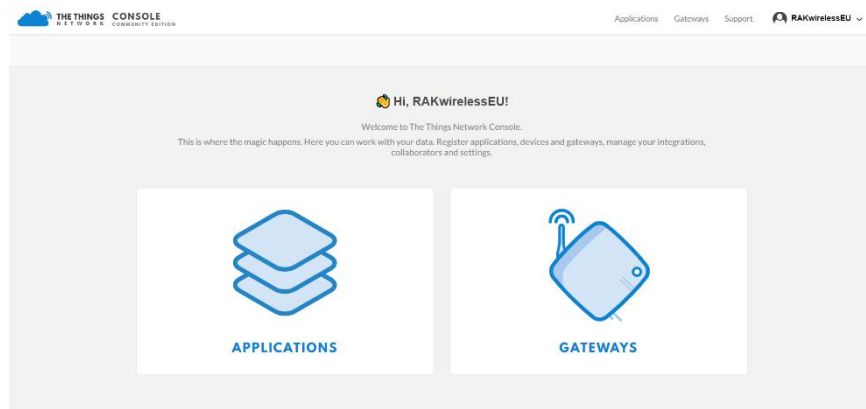 THE THINGS CONSOLE
NETWORK COMMUNITY EDITION
Applications Gateways Support RAKwirelessEU
Hi, RAKwirelessEU!
Welcome to The Things Network Console.
This is where the magic happens. Here you can work with your data. Register applications, devices and gateways, manage your integrations,
collaborators and settings.
APPLICATIONS
GATEWAYS